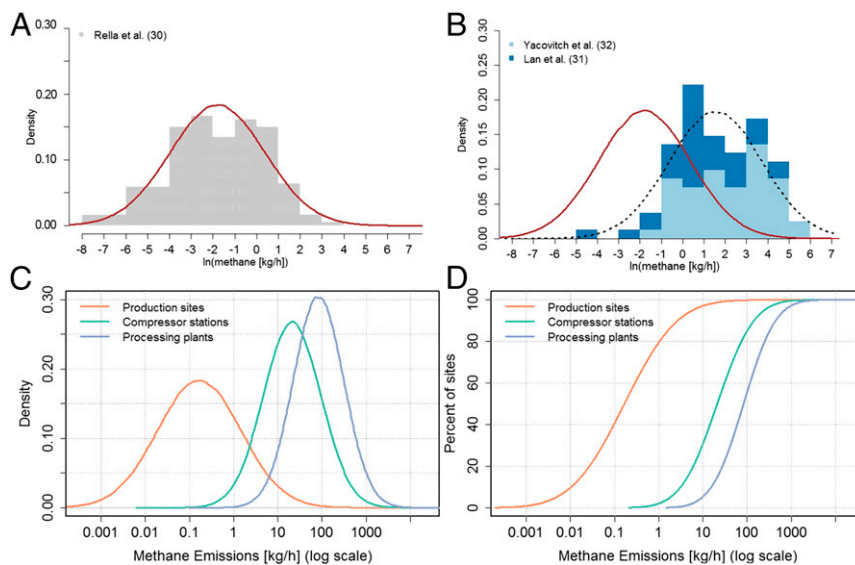 A
Rella et al. (30)
Density
0.30
0.20
0.10
0.00
-8 -7 -6 -5 -4 -3 -2 -1 0 1 2 3 4 5 6 7
ln(methane [kg/h])
B
Yacovitch et al. (32)
Lan et al. (31)
Density
0.30
0.25
0.20
0.15
0.10
0.05
0.00
-8 -7 -6 -5 -4 -3 -2 -1 0 1 2 3 4 5 6 7
ln(methane [kg/h])
C
Production sites
Compressor stations
Processing plants
Density
0.30
0.20
0.10
0.00
0.001 0.01 0.1 1 10 100 1000
Methane Emissions [kg/h] (log scale)
D
Production sites
Compressor stations
Processing plants
Percent of sites
100
80
60
40
20
0
0.001 0.01 0.1 1 10 100 1000
Methane Emissions [kg/h] (log scale)